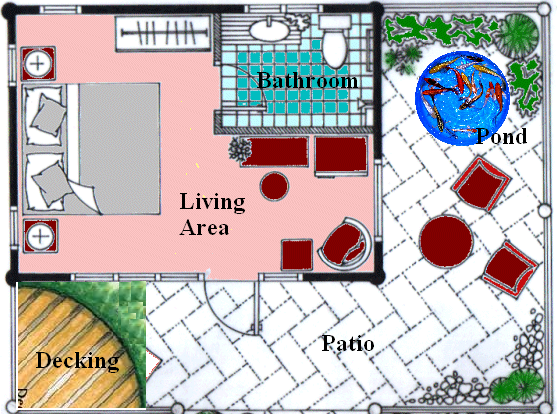 Bathroom
Pond
Living
Area
Patio
Decking